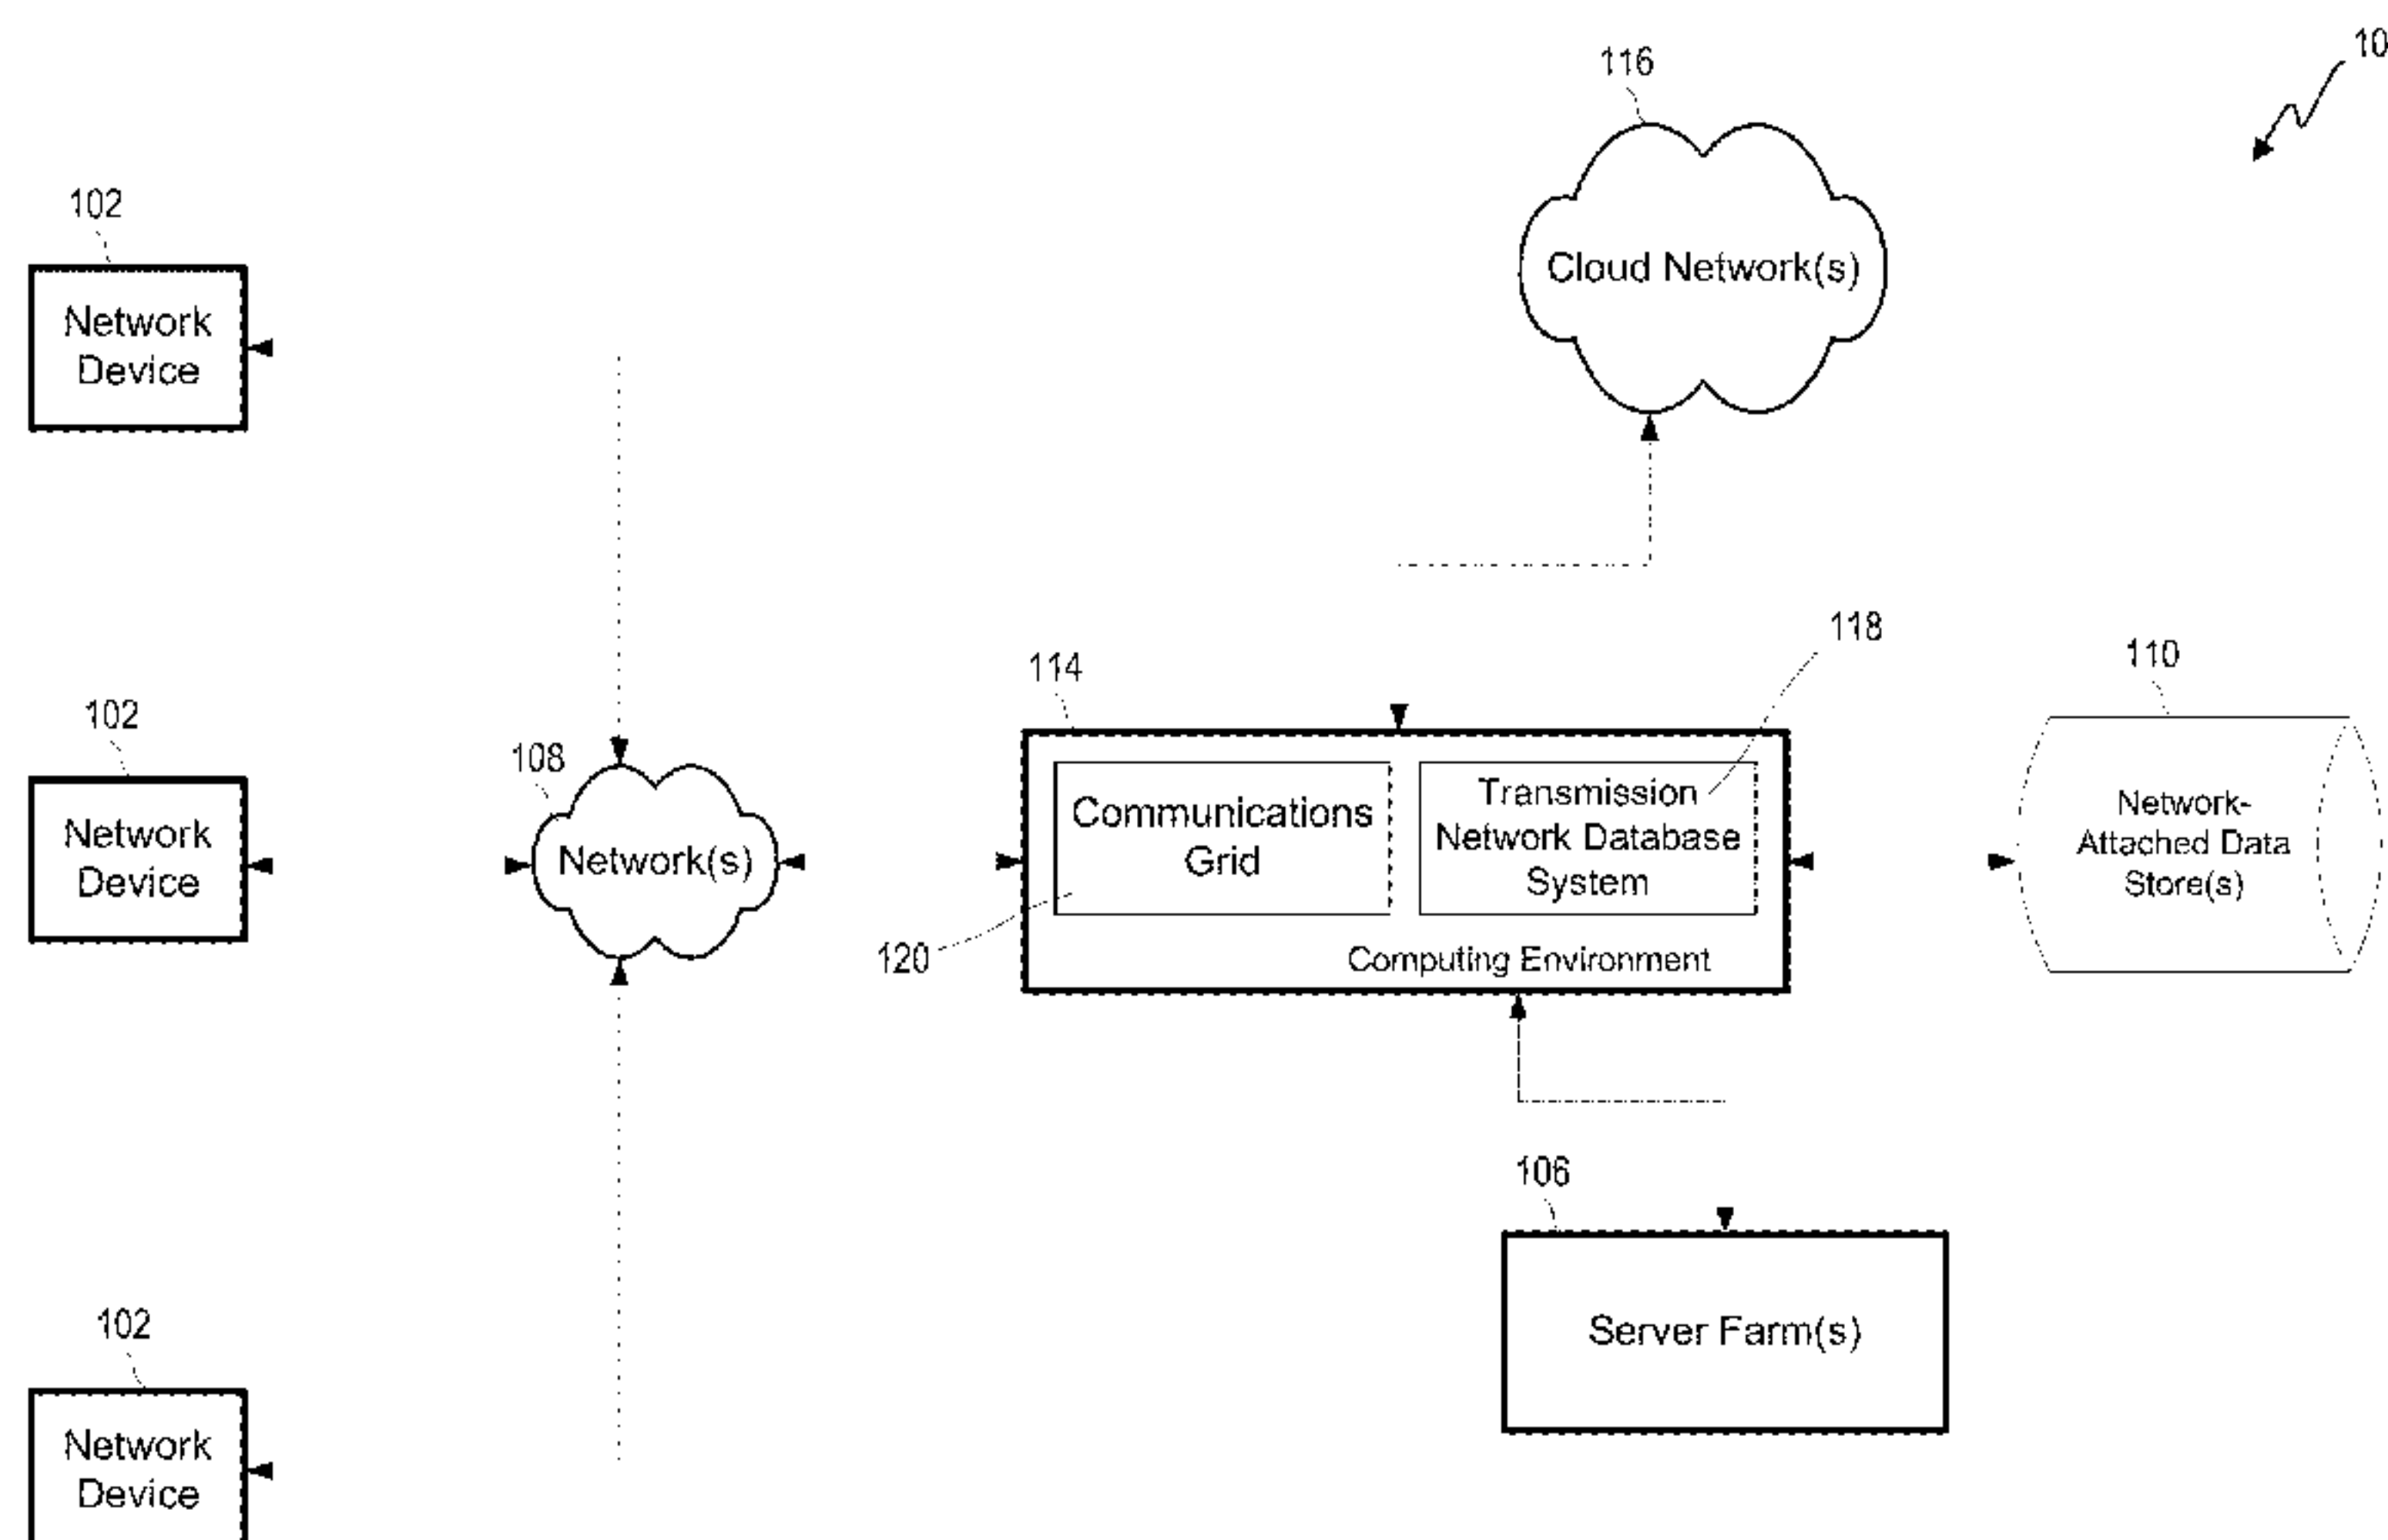 10
116
Cloud Network(s)
102
Network
Device
118
114
110
102
108
Network
Device
Network(s)
Communications
Grid
Transmission
Network Database
System
Network-
Attached Data
Store(s)
120
Computing Environment
106
Server Farm(s)
102
Network
Device